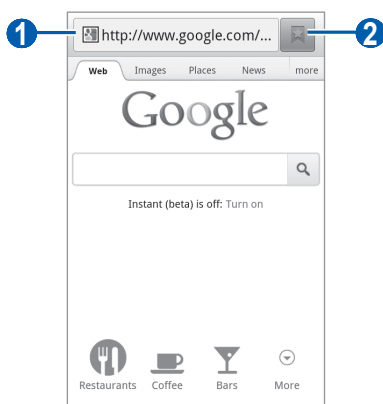 1 http://www.google.com/... 2
Web Images Places News more
Google
Instant (beta) is off: Turn on
Restaurants Coffee Bars More